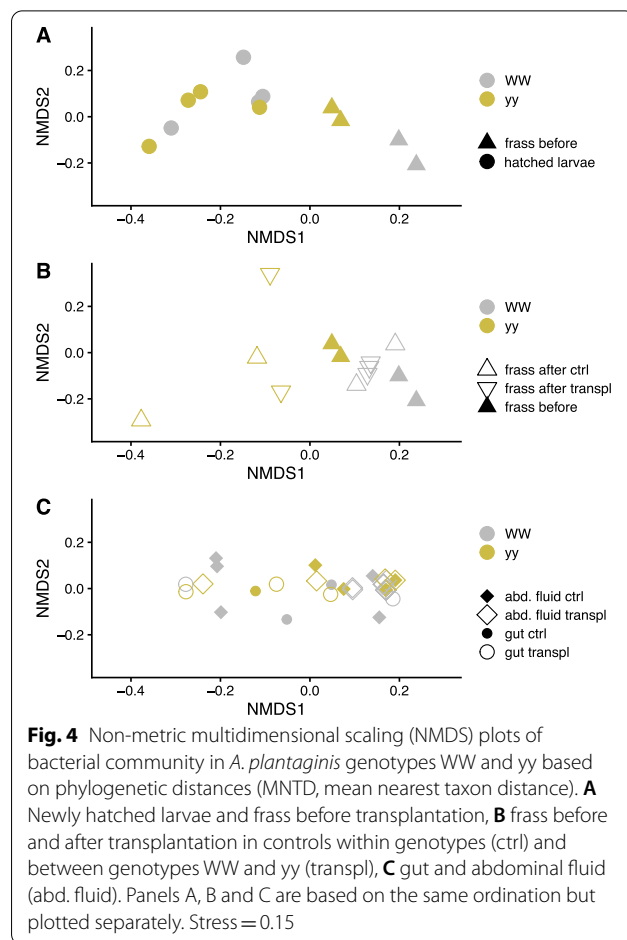 A
0.2
0.0
−0.2
NMDS2
−0.4 −0.2 0.0 0.2
NMDS1
WW
yy
frass before
hatched larvae
B
0.2
0.0
−0.2
NMDS2
−0.4 −0.2 0.0 0.2
NMDS1
WW
yy
frass after ctrl
frass after transpl
frass before
C
0.2
0.0
−0.2
NMDS2
−0.4 −0.2 0.0 0.2
NMDS1
WW
yy
abd. fluid ctrl
abd. fluid transpl
gut ctrl
gut transpl
Fig. 4 Non-metric multidimensional scaling (NMDS) plots of
bacterial community in A. plantaginis genotypes WW and yy based
on phylogenetic distances (MNTD, mean nearest taxon distance). A
Newly hatched larvae and frass before transplantation, B frass before
and after transplantation in controls within genotypes (ctrl) and
between genotypes WW and yy (transpl), C gut and abdominal fluid
(abd. fluid). Panels A, B and C are based on the same ordination but
plotted separately. Stress = 0.15